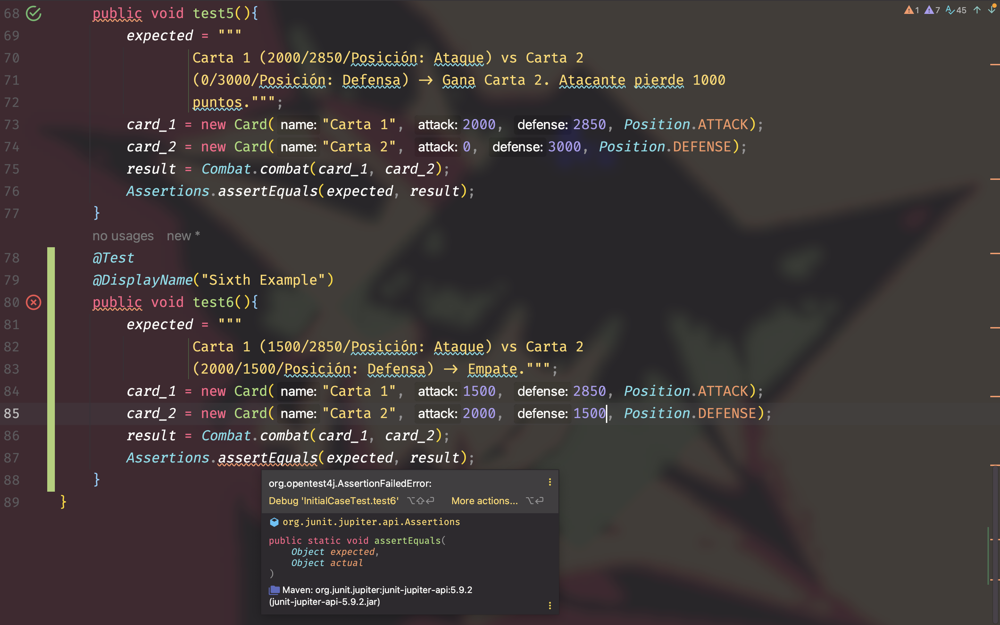 68 public void test5(){
1 7 45
69 expected = """
70 Carta 1 (2000/2850/Posición: Ataque) vs Carta 2
71 (0/3000/Posición: Defensa) → Gana Carta 2. Atacante pierde 1000
72 puntos.""";
73 card_1 = new Card( name: "Carta 1", attack: 2000, defense: 2850, Position.ATTACK);
74 card_2 = new Card( name: "Carta 2", attack: 0, defense: 3000, Position.DEFENSE);
75 result = Combat.combat(card_1, card_2);
76 Assertions.assertEquals(expected, result);
77 }
no usages new *
78 @Test
79 @DisplayName("Sixth Example")
80 public void test6(){
81 expected = """
82 Carta 1 (1500/2850/Posición: Ataque) vs Carta 2
83 (2000/1500/Posición: Defensa) → Empate.""";
84 card_1 = new Card( name: "Carta 1", attack: 1500, defense: 2850, Position.ATTACK);
85 card_2 = new Card( name: "Carta 2", attack: 2000, defense: 1500, Position.DEFENSE);
86 result = Combat.combat(card_1, card_2);
87 Assertions.assertEquals(expected, result);
88 }
89 }
org.opentest4j.AssertionFailedError:
Debug 'InitialCaseTest.test6' ⌥⇧⏎ More actions... ⌥⏎
org.junit.jupiter.api.Assertions
public static void assertEquals(
Object expected,
Object actual
)
Maven: org.junit.jupiter:junit-jupiter-api:5.9.2
(junit-jupiter-api-5.9.2.jar)